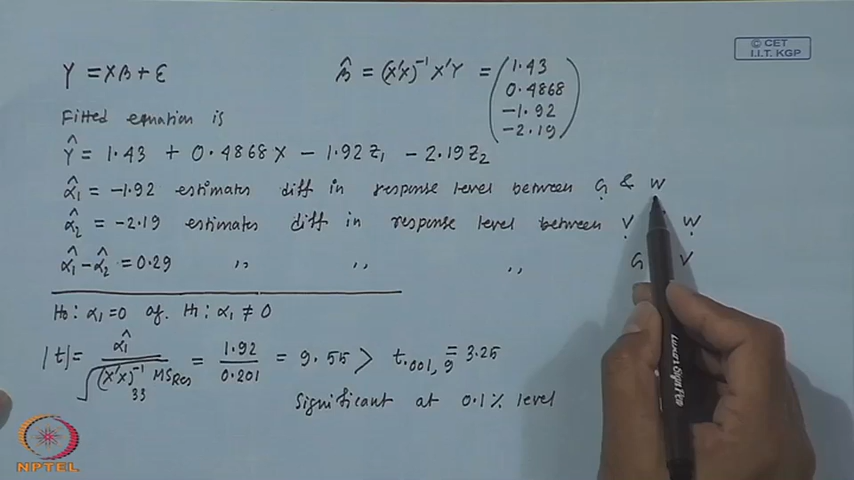 © CET
I.I.T. KGP
Y = Xβ + ε
β̂ = (X'X)⁻¹ X'Y = (1.43
0.4868
-1.92
-2.19)
Fitted equation is
Ŷ = 1.43 + 0.4868 X - 1.92 Z₁ - 2.19 Z₂
α̂₁ = -1.92 estimates diff in response level between G & W
α̂₂ = -2.19 estimates diff in response level between V W
α̂₁ - α̂₂ = 0.29 ,, ,, ,, G V
H₀ : α₁ = 0 ag. H₁ : α₁ ≠ 0
|t| = α̂₁ / √((X'X)⁻¹₃₃ MS_Res) = 1.92 / 0.201 = 9.55 > t.001, 9 = 3.25
Significant at 0.1% level
NPTEL